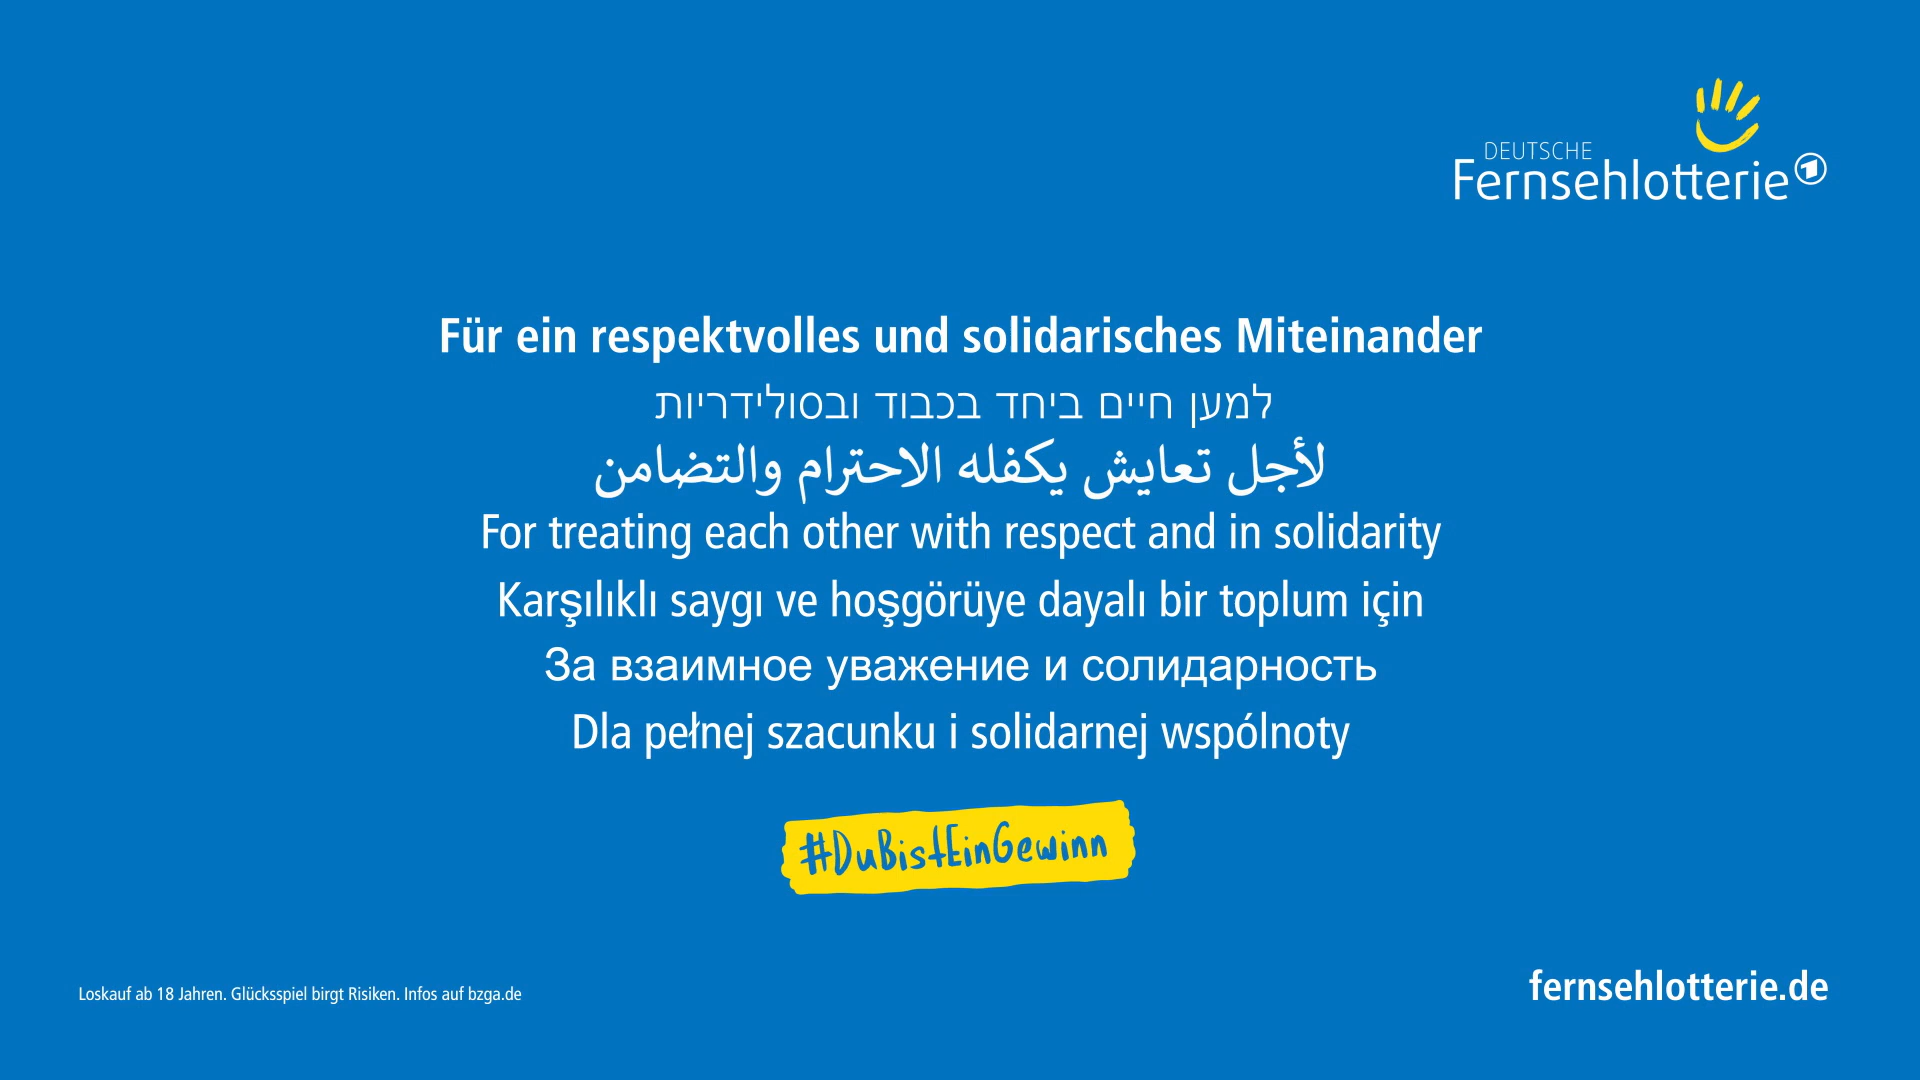 DEUTSCHE
Fernsehlotterie
Für ein respektvolles und solidarisches Miteinander
למען חיים ביחד בכבוד ובסולידריות
لأجل تعايش يكفله الاحترام والتضامن
For treating each other with respect and in solidarity
Karşılıklı saygı ve hoşgörüye dayalı bir toplum için
За взаимное уважение и солидарность
Dla pełnej szacunku i solidarnej wspólnoty
#DuBistEinGewinn
Loskauf ab 18 Jahren. Glücksspiel birgt Risiken. Infos auf bzga.de
fernsehlotterie.de